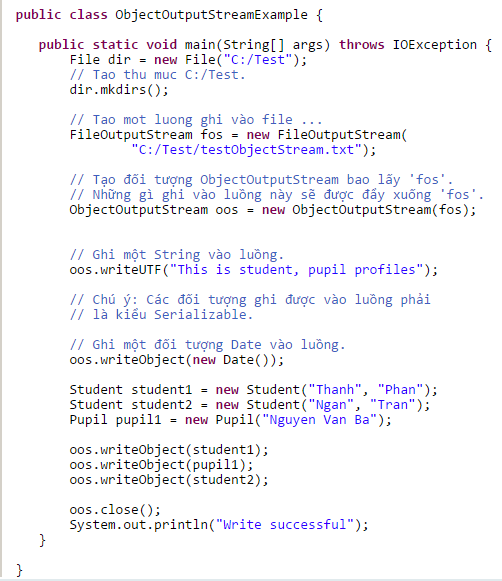 public class ObjectOutputStreamExample {
public static void main(String[] args) throws IOException {
File dir = new File("C:/Test");
// Tao thu muc C:/Test.
dir.mkdirs();
// Tao mot luong ghi vào file ...
FileOutputStream fos = new FileOutputStream(
"C:/Test/testObjectStream.txt");
// Tạo đối tượng ObjectOutputStream bao lấy 'fos'.
// Những gì ghi vào luồng này sẽ được đẩy xuống 'fos'.
ObjectOutputStream oos = new ObjectOutputStream(fos);
// Ghi một String vào luồng.
oos.writeUTF("This is student, pupil profiles");
// Chú ý: Các đối tượng ghi được vào luồng phải
// là kiểu Serializable.
// Ghi một đối tượng Date vào luồng.
oos.writeObject(new Date());
Student student1 = new Student("Thanh", "Phan");
Student student2 = new Student("Ngan", "Tran");
Pupil pupil1 = new Pupil("Nguyen Van Ba");
oos.writeObject(student1);
oos.writeObject(pupil1);
oos.writeObject(student2);
oos.close();
System.out.println("Write successful");
}
}